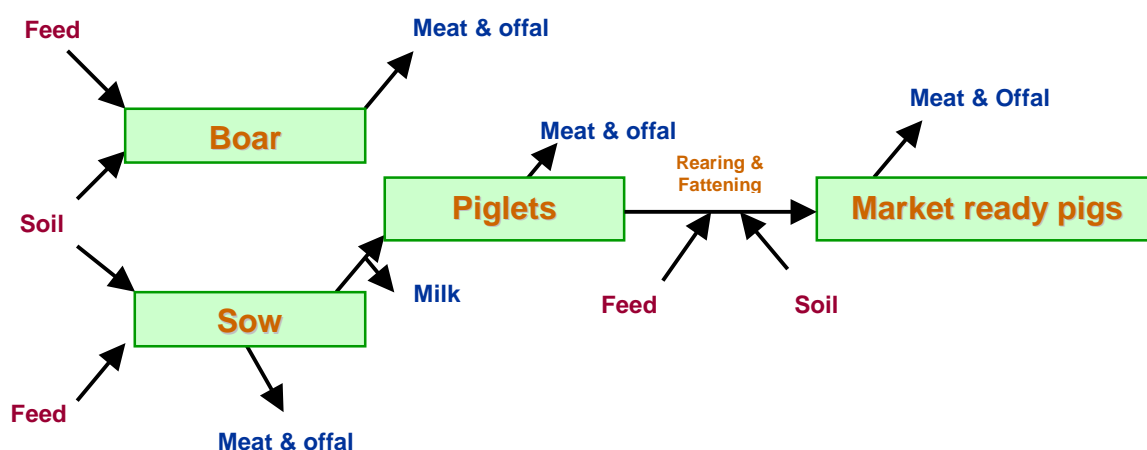 Feed
Meat & offal
Boar
Soil
Sow
Feed
Meat & offal
Milk
Piglets
Meat & offal
Rearing &
Fattening
Feed
Soil
Meat & Offal
Market ready pigs